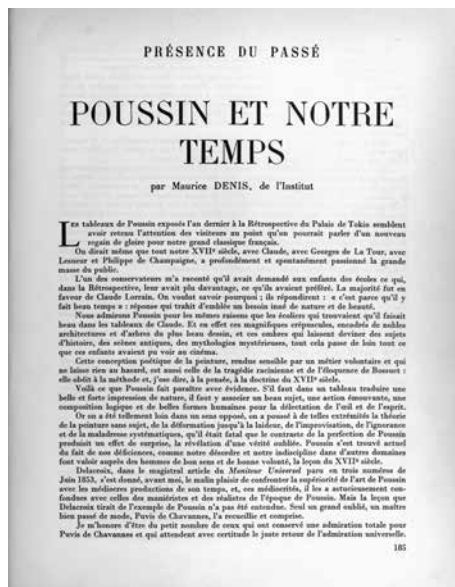 PRÉSENCE DU PASSÉ
POUSSIN ET NOTRE
TEMPS
par Maurice DENIS, de l'Institut
LES tableaux de Poussin exposés l'an dernier à la Rétrospective du Palais de Tokio semblent
avoir retenu l'attention des visiteurs au point qu'on pourrait parler d'un nouveau
regain de gloire pour notre grand classique français.
On dirait même que tout notre XVIIe siècle, avec Claude, avec Georges de La Tour, avec
Lesueur et Philippe de Champaigne, a profondément et spontanément passionné la grande
masse du public.
L'un des conservateurs m'a raconté qu'il avait demandé aux enfants des écoles ce qui,
dans la Rétrospective, leur avait plu davantage, ce qu'ils avaient préféré. La majorité fut en
faveur de Claude Lorrain. On voulut savoir pourquoi ; ils répondirent : « c'est parce qu'il y
fait beau temps » : réponse qui trahit d'emblée un besoin inné de nature et de beauté.
Nous admirons Poussin pour les mêmes raisons que les écoliers qui trouvaient qu'il faisait
beau dans les tableaux de Claude. Et en effet ces magnifiques crépuscules, encadrés de nobles
architectures et d'arbres du plus beau dessin, et ces ombres qui laissent deviner des sujets
d'histoire, des scènes antiques, des mythologies mystérieuses, tout cela passe de loin tout ce
que ces enfants avaient pu voir au cinéma.
Cette conception poétique de la peinture, rendue sensible par un métier volontaire et qui
ne laisse rien au hasard, est aussi celle de la tragédie racinienne et de l'éloquence de Bossuet :
elle obéit à la méthode et, j'ose dire, à la pensée, à la doctrine du XVIIe siècle.
Voilà ce que Poussin fait paraître avec évidence. S'il faut dans un tableau traduire une
belle et forte impression de nature, il faut y associer un beau sujet, une action émouvante, une
composition logique et de belles formes humaines pour la délectation de l'œil et de l'esprit.
Or on a été tellement loin dans un sens opposé, on a poussé à de telles extrémités la théorie
de la peinture sans sujet, de la déformation jusqu'à la laideur, de l'improvisation, de l'ignorance
et de la maladresse systématiques, qu'il était fatal que le contraste de la perfection de Poussin
produisit un effet de surprise, la révélation d'une vérité oubliée. Poussin s'est trouvé actuel
du fait de nos déficiences, comme notre désordre et notre indiscipline dans d'autres domaines
font valoir auprès des hommes de bon sens et de bonne volonté, la leçon du XVIIe siècle.
Delacroix, dans le magistral article du Moniteur Universel paru en trois numéros de
Juin 1853, s'est donné, avant moi, le malin plaisir de confronter la supériorité de l'art de Poussin
avec les médiocres productions de son temps, et, ces médiocrités, il les a astucieusement con-
fondues avec celles des maniéristes et des réalistes de l'époque de Poussin. Mais la leçon que
Delacroix tirait de l'exemple de Poussin n'a pas été entendue. Seul un grand oublié, un maître
bien passé de mode, Puvis de Chavannes, l'a recueillie et comprise.
Je m'honore d'être du petit nombre de ceux qui ont conservé une admiration totale pour
Puvis de Chavannes et qui attendent avec certitude le juste retour de l'admiration universelle.
185